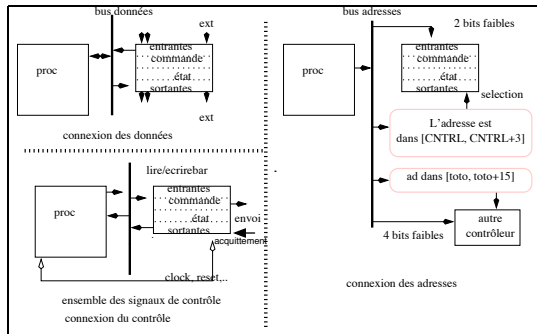 bus données
ext
proc
entrantes
commande
état
sortantes
ext
connexion des données
lire/ecrirebar
proc
entrantes
commande
état
sortantes
envoi
acquittement
clock, reset,..
ensemble des signaux de contrôle
connexion du contrôle
bus adresses
2 bits faibles
proc
entrantes
commande
état
sortantes
selection
L'adresse est
dans [CNTRL, CNTRL+3]
ad dans [toto, toto+15]
autre
contrôleur
4 bits faibles
connexion des adresses